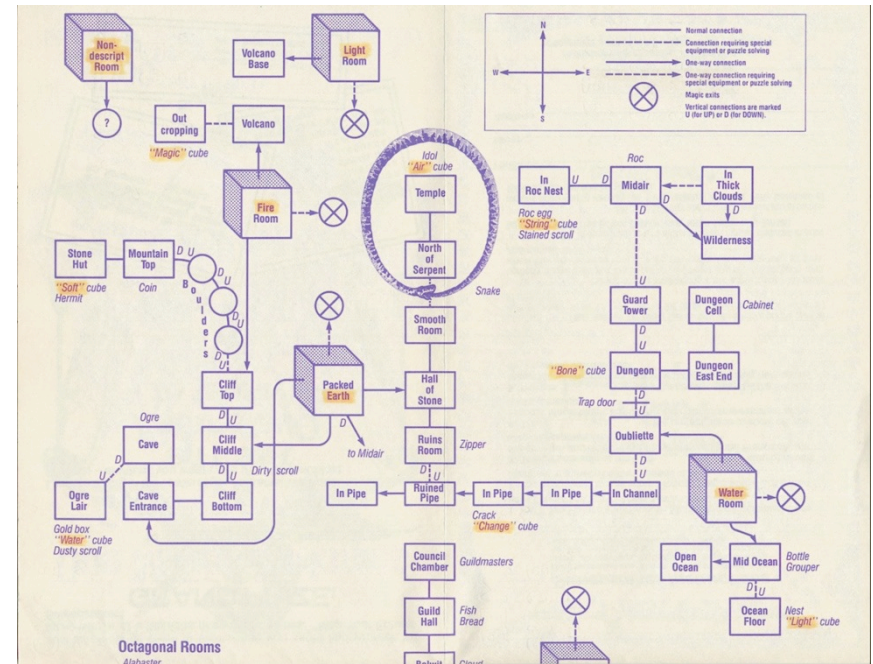 Non-
descript
Room
?
Volcano
Base
Light
Room
Out
cropping
"Magic" cube
Volcano
Fire
Room
N
W
E
S
Normal connection
Connection requiring special
equipment or puzzle solving
One-way connection
One-way connection requiring
special equipment or puzzle solving
Magic exits
Vertical connections are marked
U (for UP) or D (for DOWN).
Idol
"Air" cube
Temple
North
of
Serpent
Snake
Smooth
Room
Hall
of
Stone
Ruins
Room
Zipper
D
U
Ruined
Pipe
In Pipe
In Pipe
In Pipe
In Channel
Crack
"Change" cube
Roc
In
Roc Nest
U
D
Midair
In
Thick
Clouds
Roc egg
"String" cube
Stained scroll
D
D
D
Wilderness
U
Guard
Tower
Dungeon
Cell
Cabinet
D
U
"Bone" cube
Dungeon
Dungeon
East End
Trap door
D
U
Oubliette
D
U
Water
Room
Open
Ocean
Mid Ocean
Bottle
Grouper
D
U
Ocean
Floor
Nest
"Light" cube
Stone
Hut
"Soft" cube
Hermit
Mountain
Top
Coin
D
U
Boulders
D
U
D
U
D
U
Cliff
Top
D
U
Cliff
Middle
Dirty scroll
D
U
Cliff
Bottom
Packed
Earth
D
to Midair
Ogre
Cave
D
U
Ogre
Lair
Cave
Entrance
Gold box
"Water" cube
Dusty scroll
Council
Chamber
Guildmasters
Guild
Hall
Fish
Bread
Octagonal Rooms
Alabaster
Cloud